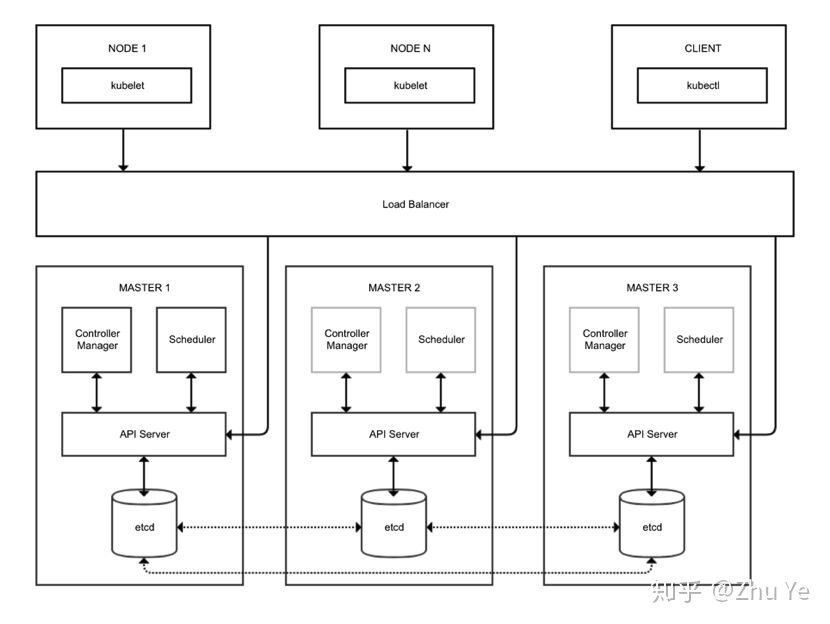 NODE 1
kubelet
NODE N
kubelet
CLIENT
kubectl
Load Balancer
MASTER 1
Controller
Manager
Scheduler
API Server
etcd
MASTER 2
Controller
Manager
Scheduler
API Server
etcd
MASTER 3
Controller
Manager
Scheduler
API Server
etcd
知乎 @Zhu Ye